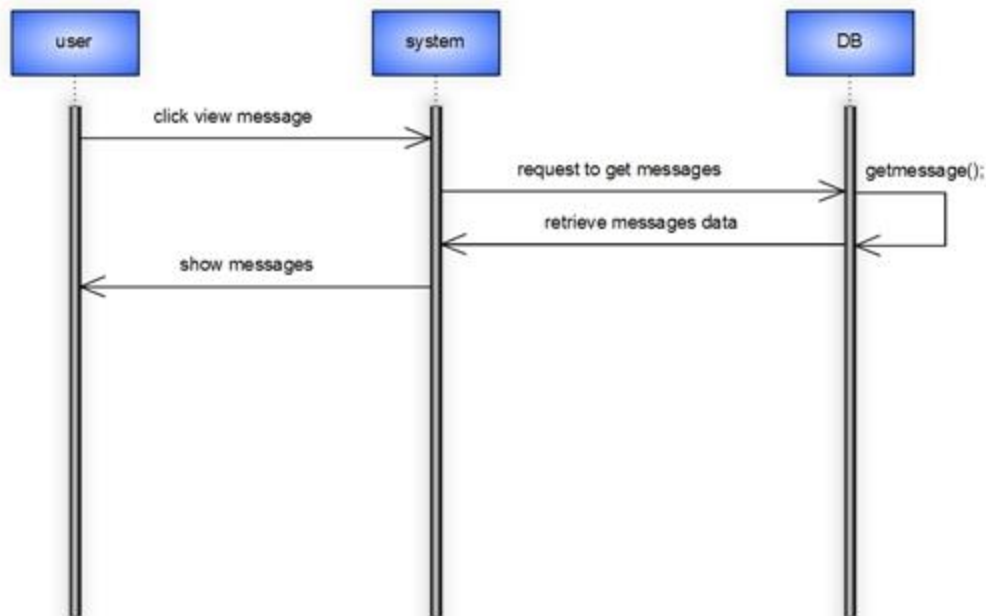 user
system
DB
click view message
request to get messages
getmessage();
retrieve messages data
show messages